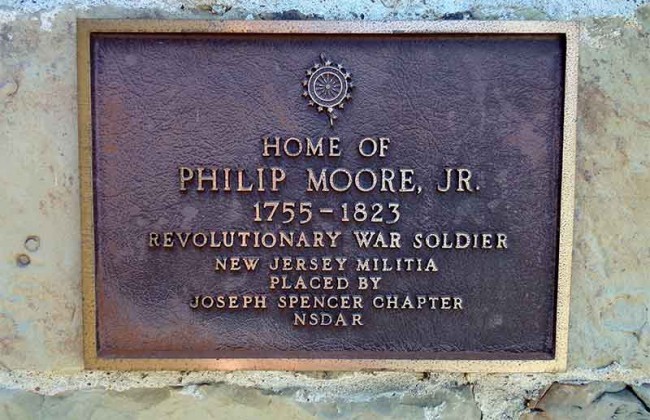 HOME OF
PHILIP MOORE, JR.
1755-1823
REVOLUTIONARY WAR SOLDIER
NEW JERSEY MILITIA
PLACED BY
JOSEPH SPENCER CHAPTER
NSDAR